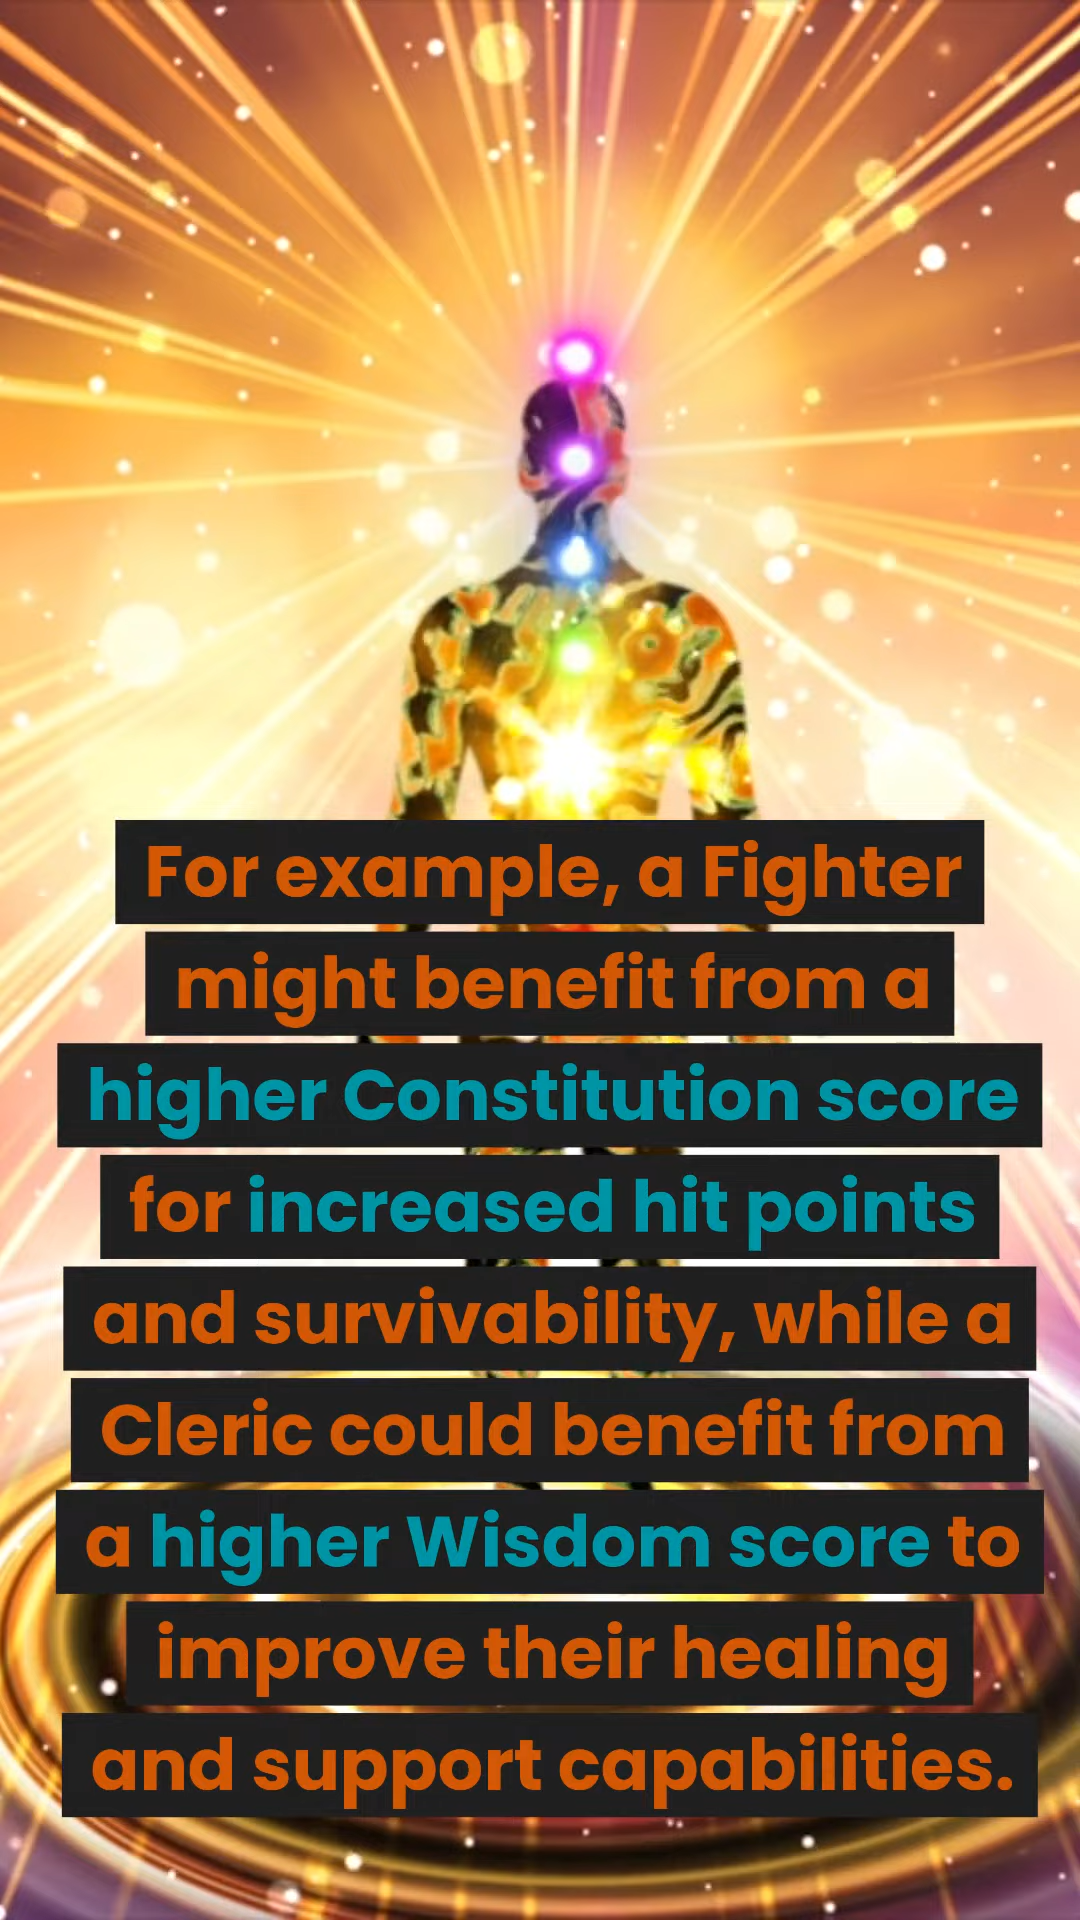 For example, a Fighter
might benefit from a
higher Constitution score
for increased hit points
and survivability, while a
Cleric could benefit from
a higher Wisdom score to
improve their healing
and support capabilities.